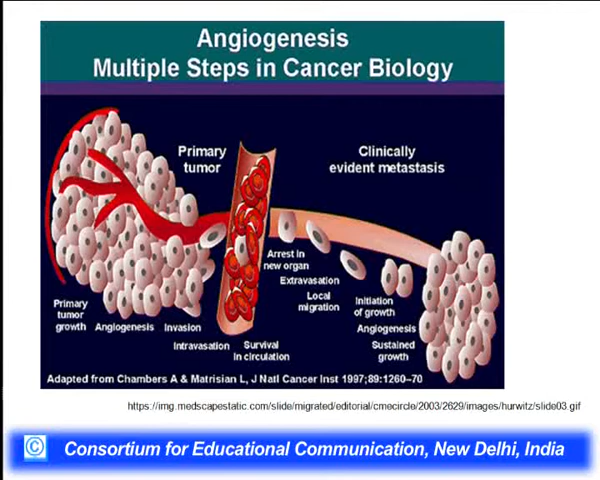 Angiogenesis
Multiple Steps in Cancer Biology
Primary
tumor
Clinically
evident metastasis
Arrest in
new organ
Extravasation
Local
migration
Initiation
of growth
Angiogenesis
Sustained
growth
Primary
tumor
growth
Angiogenesis
Invasion
Intravasation
Survival
in circulation
Adapted from Chambers A & Matrisian L, J Natl Cancer Inst 1997;89:1260–70
https://img.medscapestatic.com/slide/migrated/editorial/cmecircle/2003/2629/images/hurwitz/slide03.gif
© Consortium for Educational Communication, New Delhi, India